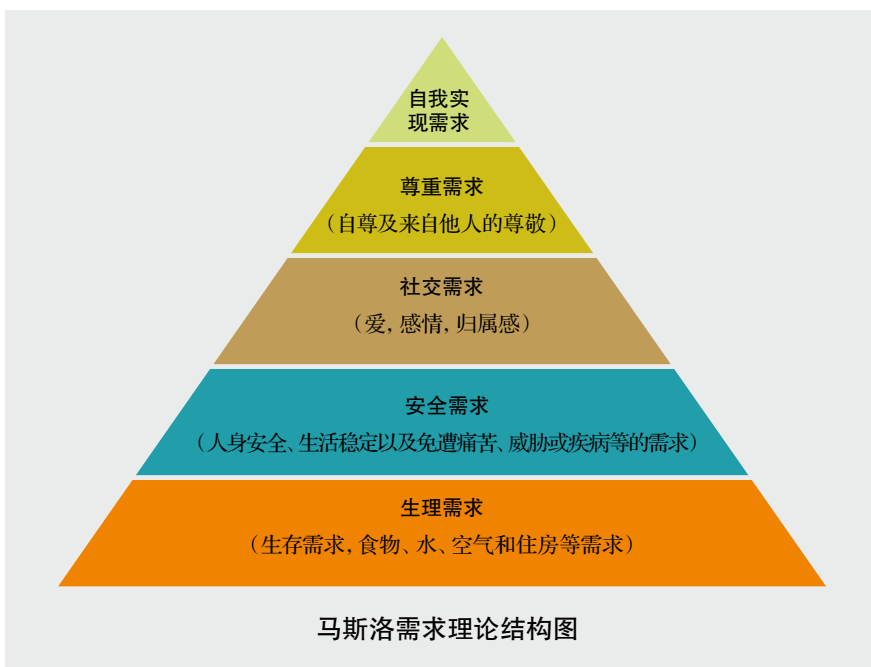 自我实
现需求
尊重需求
（自尊及来自他人的尊敬）
社交需求
（爱，感情，归属感）
安全需求
（人身安全、生活稳定以及免遭痛苦、威胁或疾病等的需求）
生理需求
（生存需求，食物、水、空气和住房等需求）
马斯洛需求理论结构图